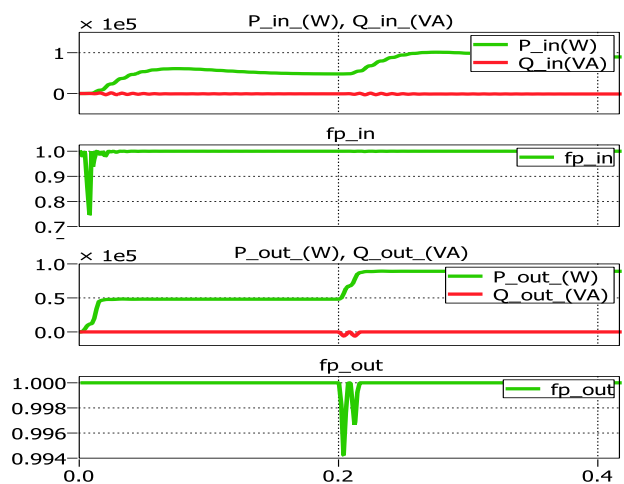 × 1e5
P_in_(W), Q_in_(VA)
1
0
P_in(W)
Q_in(VA)
fp_in
1.0
0.9
0.8
0.7
fp_in
× 1e5
P_out_(W), Q_out_(VA)
1.0
0.5
0.0
P_out_(W)
Q_out_(VA)
fp_out
1.000
0.998
0.996
0.994
fp_out
0.0
0.2
0.4